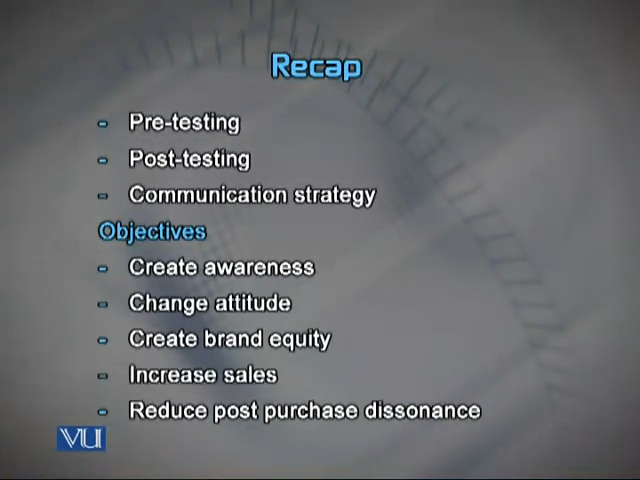 Recap
- Pre-testing
- Post-testing
- Communication strategy
Objectives
- Create awareness
- Change attitude
- Create brand equity
- Increase sales
- Reduce post purchase dissonance
VU